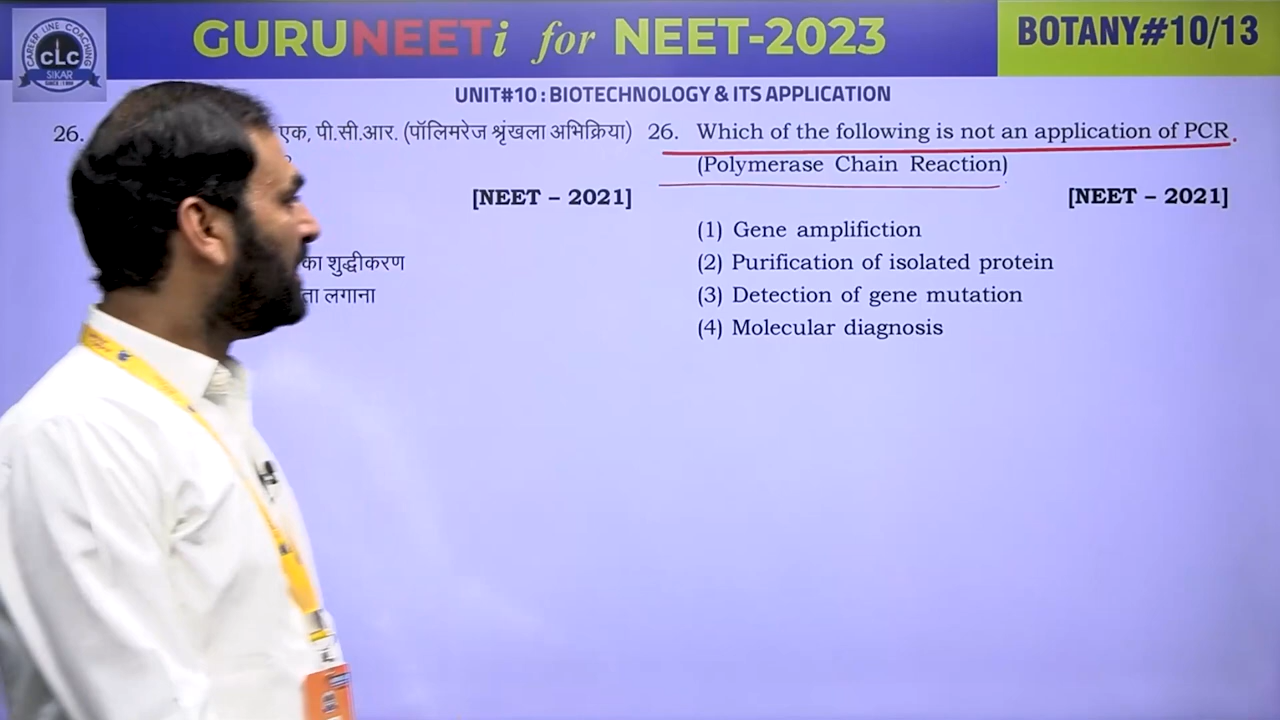 GURUNEETi for NEET-2023
BOTANY#10/13
CAREER LINE COACHING
CLC
SIKAR
UNIT#10 : BIOTECHNOLOGY & ITS APPLICATION
26. एक, पी.सी.आर. (पॉलिमरेज श्रृंखला अभिक्रिया)
[NEET – 2021]
का शुद्धीकरण
लगाना
26. Which of the following is not an application of PCR
(Polymerase Chain Reaction)
[NEET – 2021]
(1) Gene amplifiction
(2) Purification of isolated protein
(3) Detection of gene mutation
(4) Molecular diagnosis